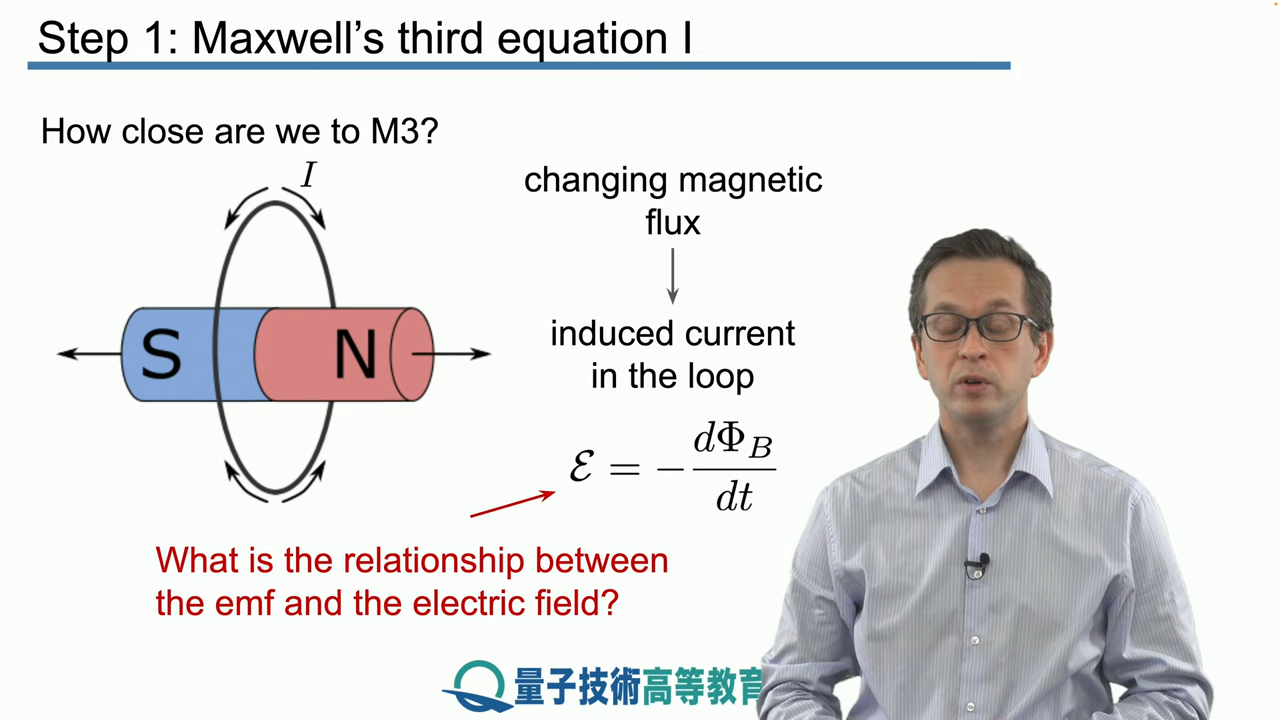 Step 1: Maxwell’s third equation I
How close are we to M3?
I
S
N
changing magnetic
flux
induced current
in the loop
ℰ = − dΦ_B / dt
What is the relationship between
the emf and the electric field?
量子技術高等教育